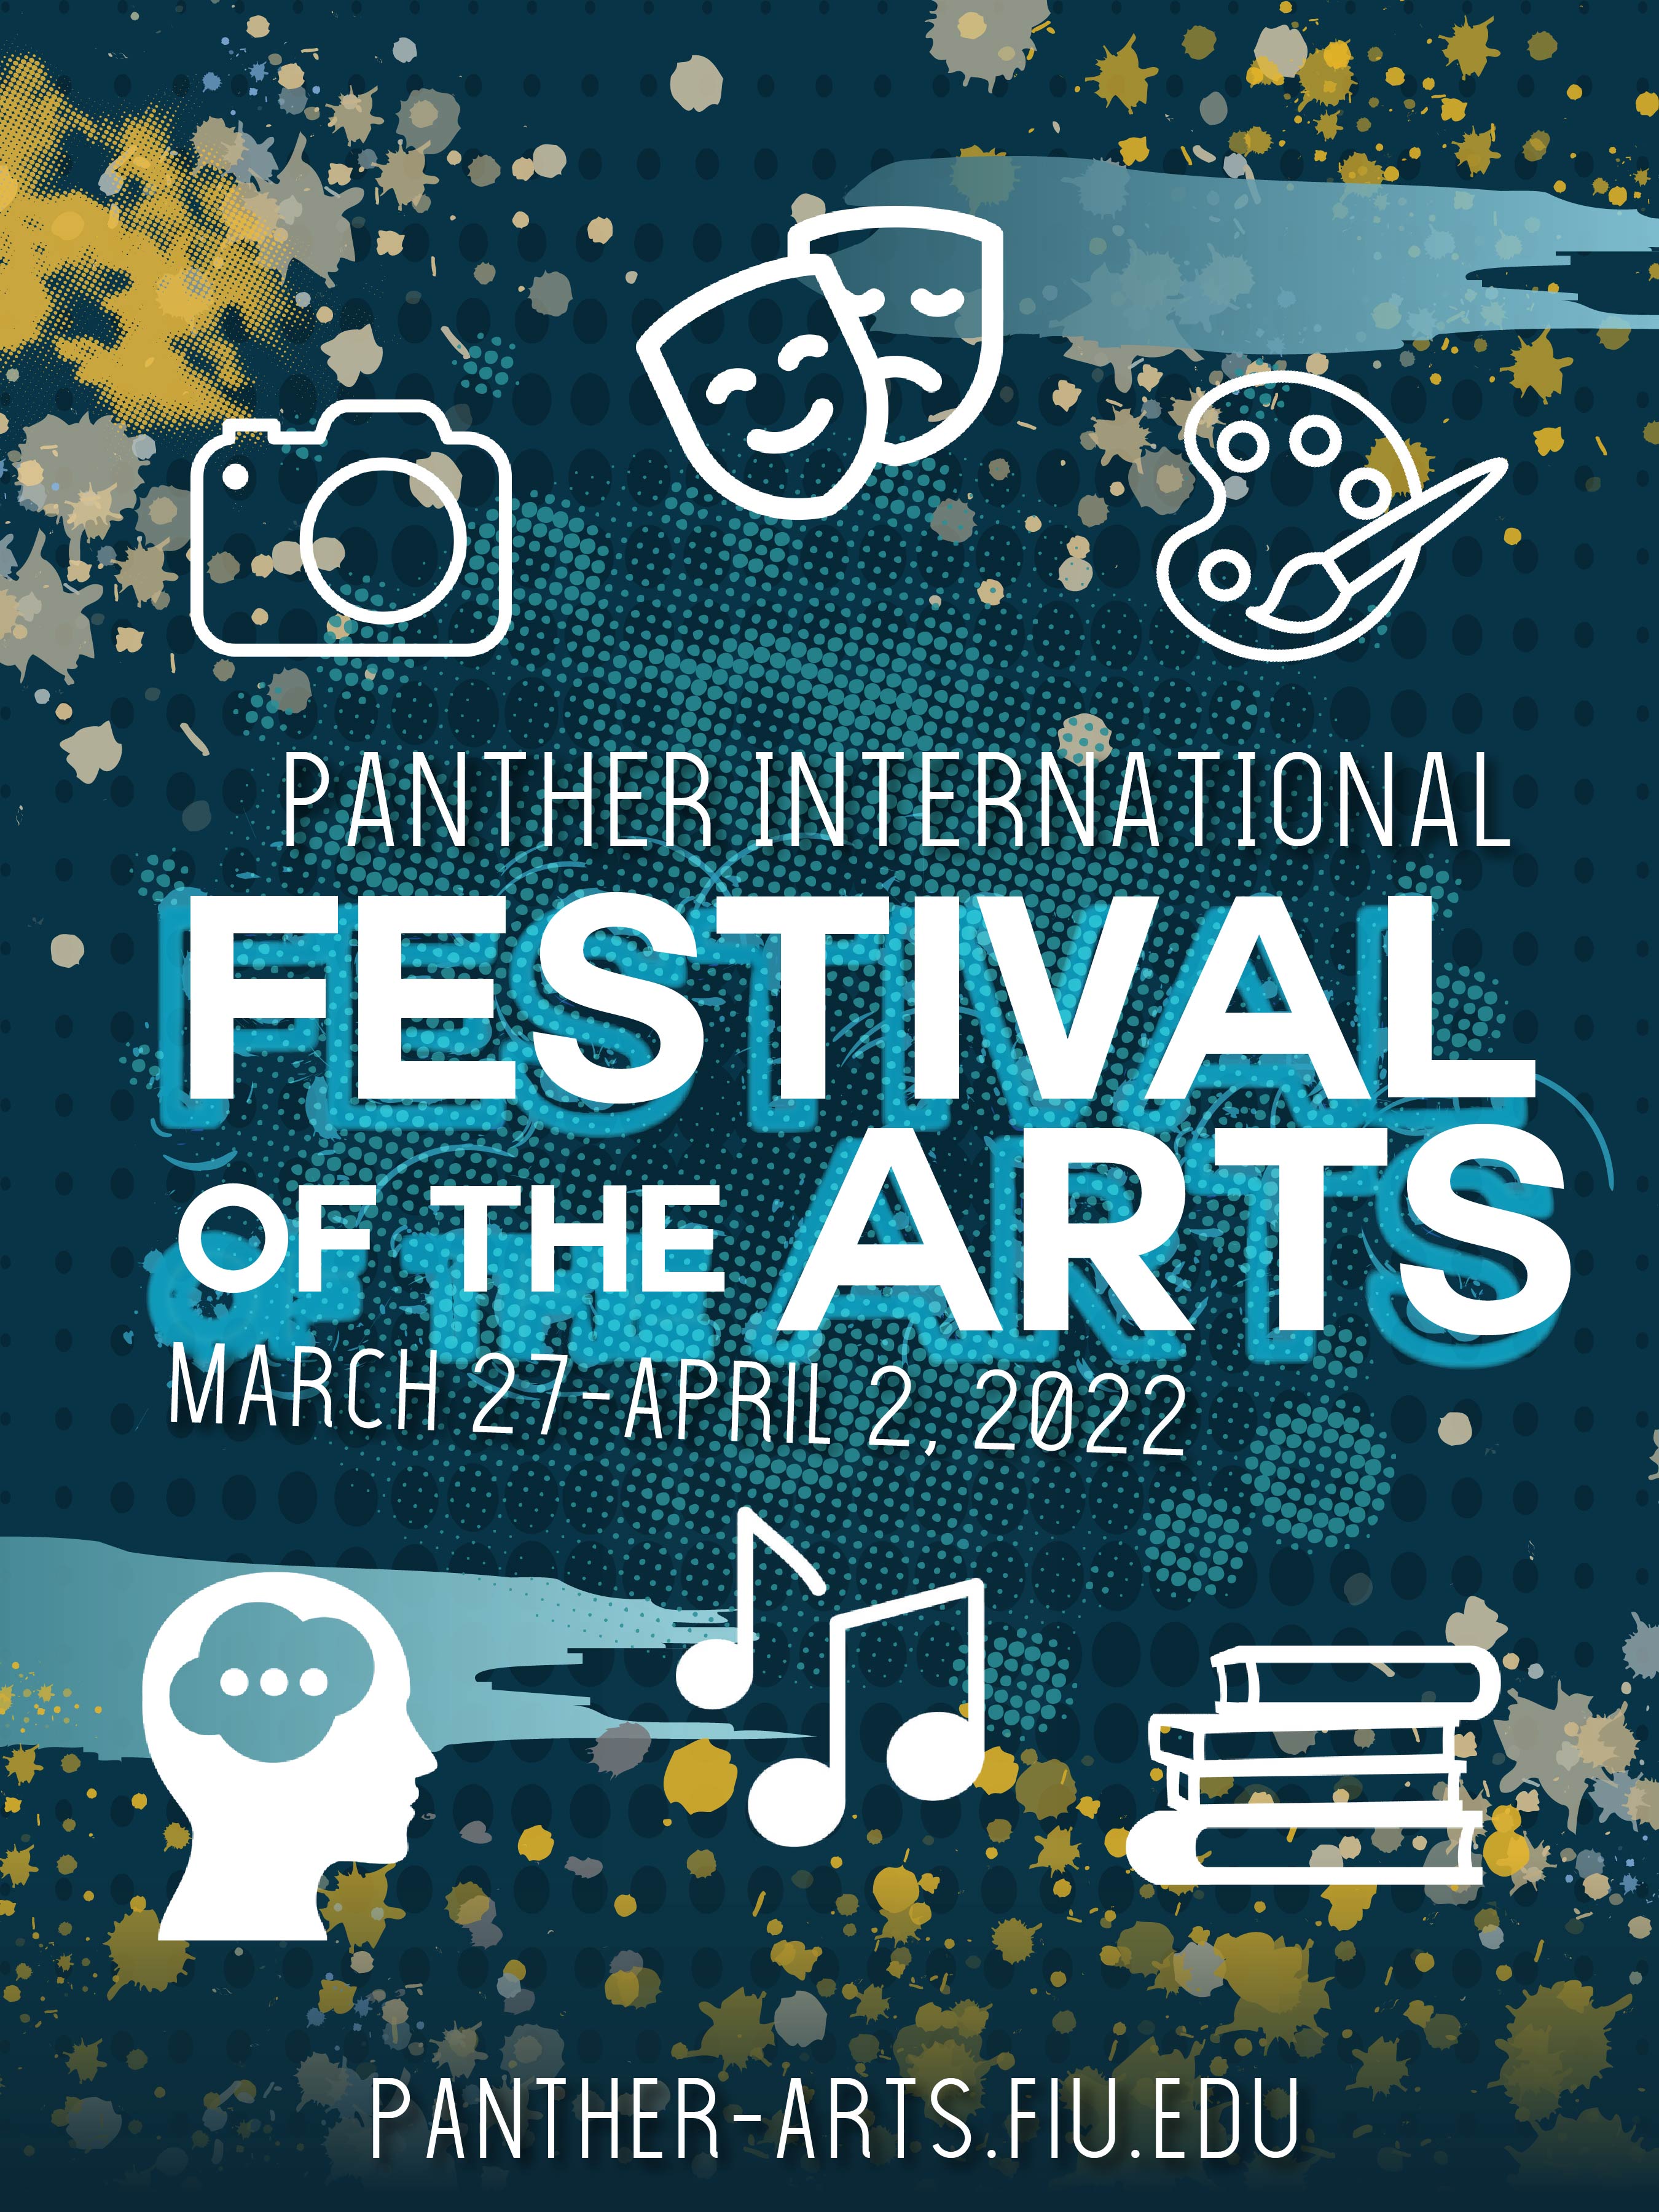 PANTHER INTERNATIONAL
FESTIVAL
OF THE ARTS
MARCH 27-APRIL 2, 2022
PANTHER-ARTS.FIU.EDU